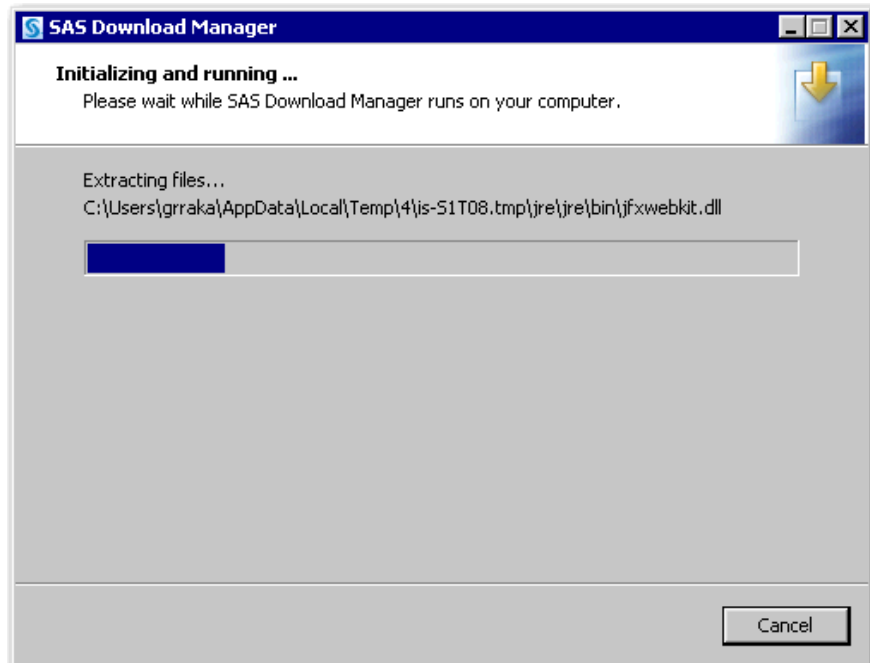 SAS Download Manager
Initializing and running ...
Please wait while SAS Download Manager runs on your computer.
Extracting files...
C:\Users\grraka\AppData\Local\Temp\4\is-S1T08.tmp\jre\jre\bin\jfxwebkit.dll
Cancel